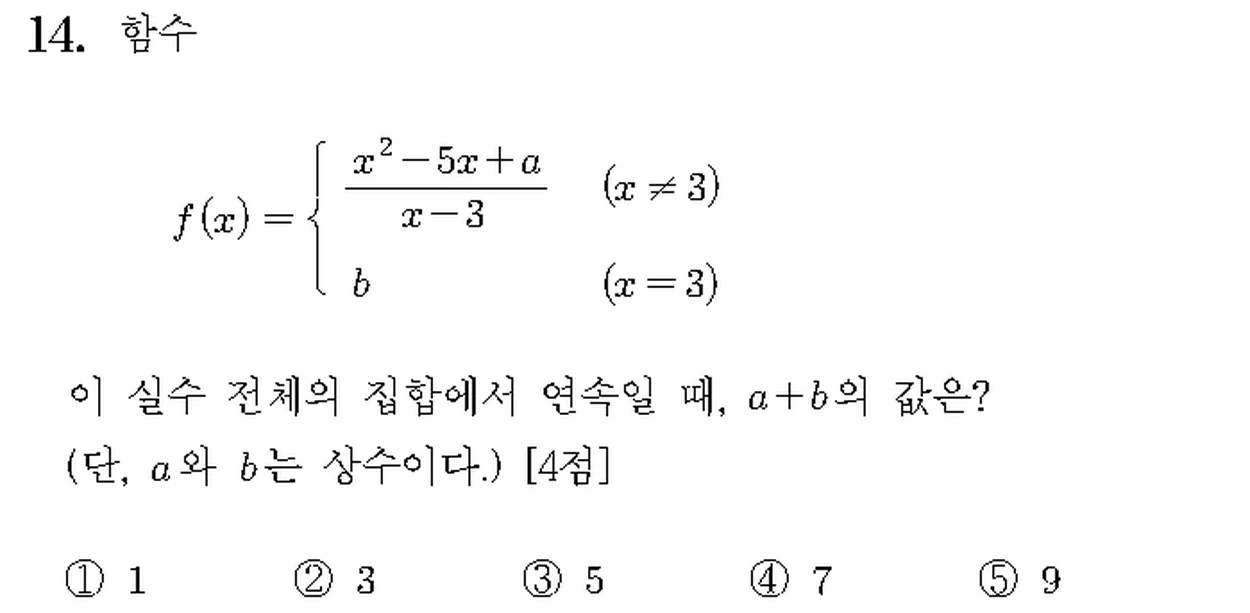 14. 함수
f(x) = { (x² − 5x + a) / (x − 3) (x ≠ 3)
b (x = 3)
이 실수 전체의 집합에서 연속일 때, a+b의 값은?
(단, a와 b는 상수이다.) [4점]
① 1 ② 3 ③ 5 ④ 7 ⑤ 9